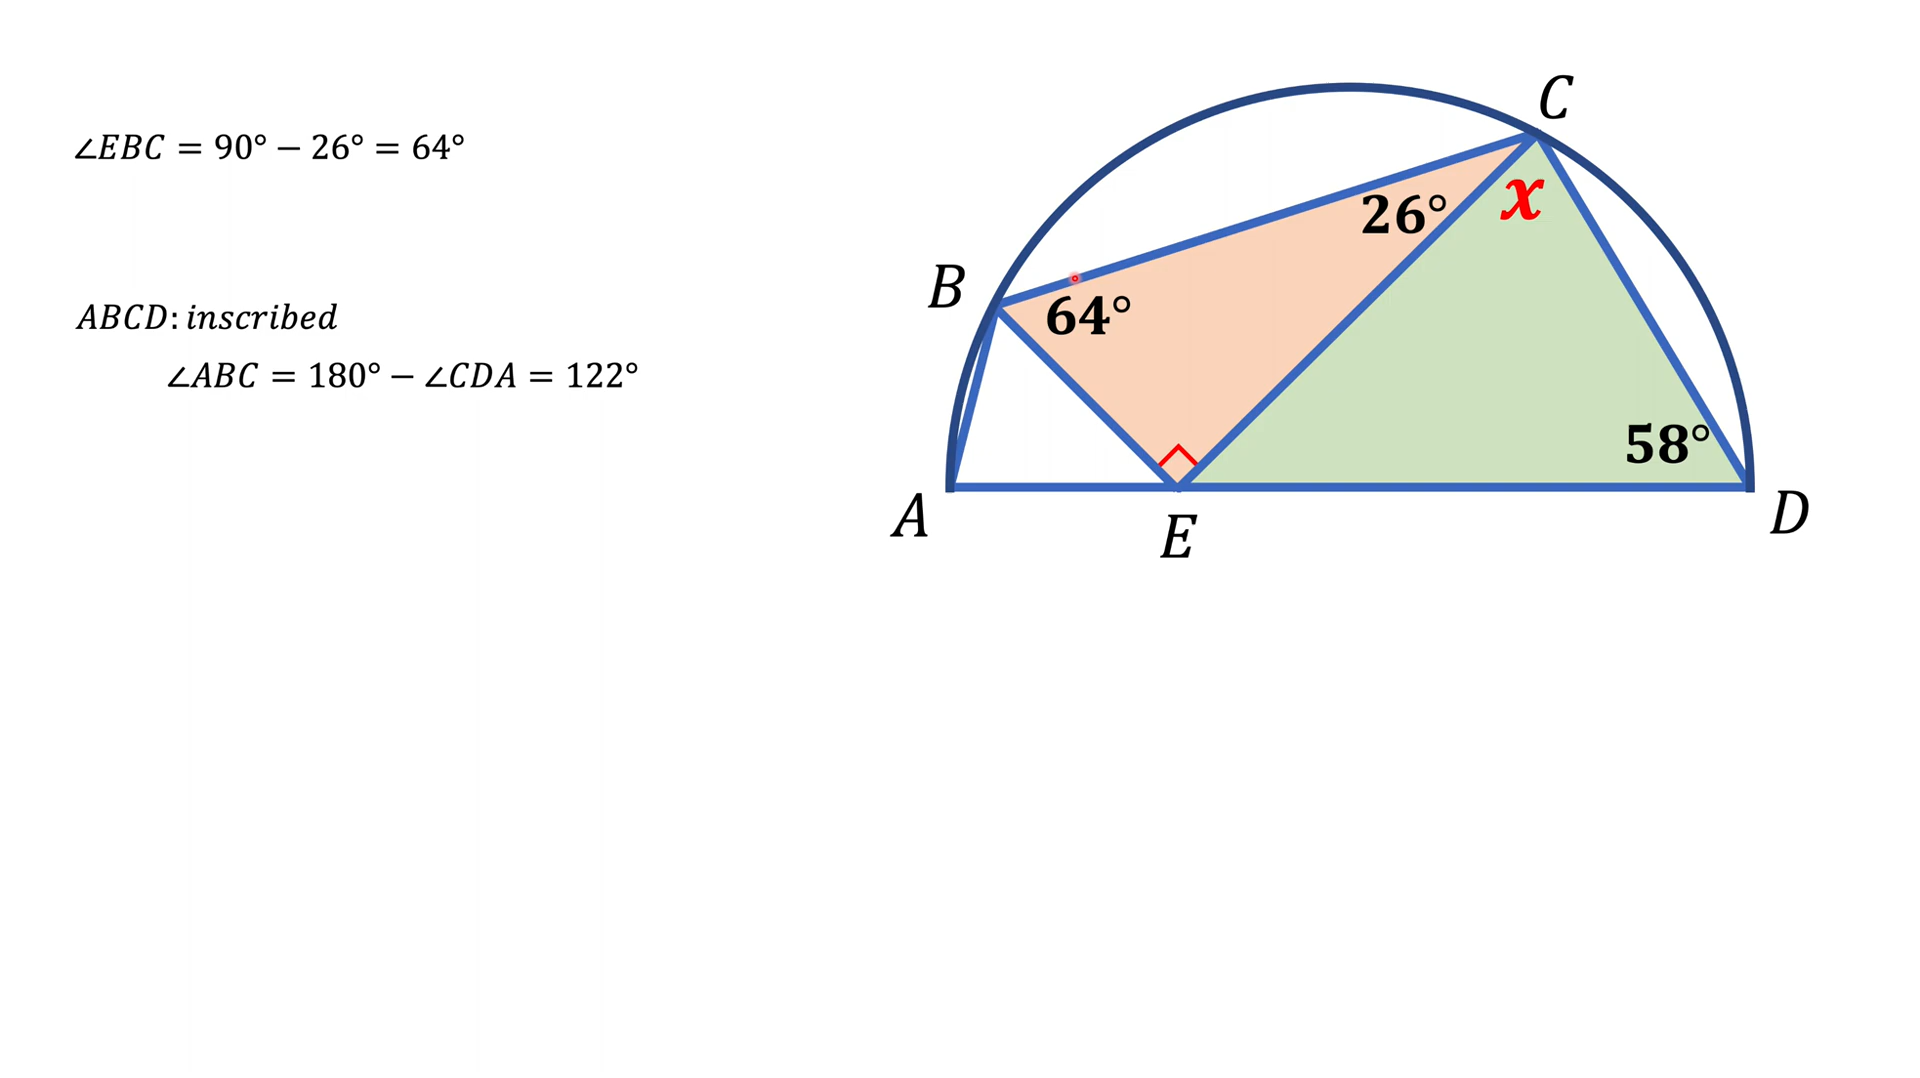 ∠EBC = 90° − 26° = 64°
ABCD: inscribed
∠ABC = 180° − ∠CDA = 122°
C
x
26°
B
64°
58°
A
E
D